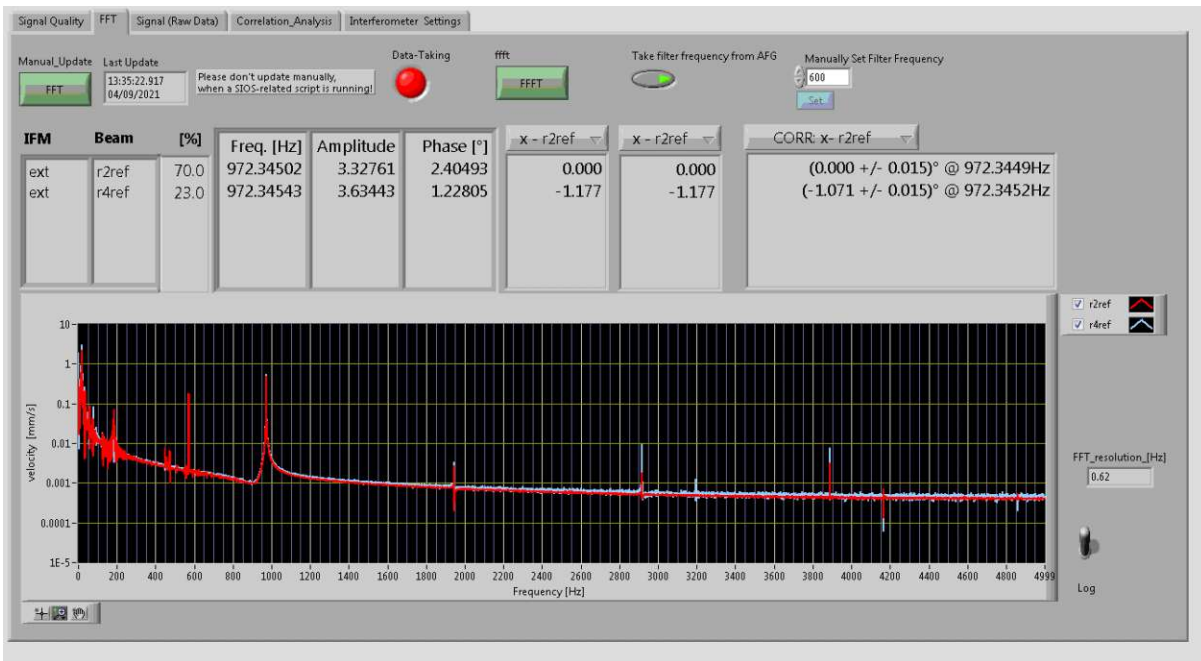 Signal Quality FFT Signal (Raw Data) Correlation_Analysis Interferometer Settings
Manual_Update Last Update Data-Taking ffft Take filter frequency from AFG Manually Set Filter Frequency
FFT 13:35:22.917 Please don't update manually, FFFT 600
04/09/2021 when a SIOS-related script is running! Set
IFM Beam [%] Freq. [Hz] Amplitude Phase [°] x - r2ref x - r2ref CORR: x- r2ref
ext r2ref 70.0 972.34502 3.32761 2.40493 0.000 0.000 (0.000 +/- 0.015)° @ 972.3449Hz
ext r4ref 23.0 972.34543 3.63443 1.22805 -1.177 -1.177 (-1.071 +/- 0.015)° @ 972.3452Hz
r2ref
r4ref
10
1
0.1
0.01
0.001
0.0001
1E-5
velocity [mm/s]
0 200 400 600 800 1000 1200 1400 1600 1800 2000 2200 2400 2600 2800 3000 3200 3400 3600 3800 4000 4200 4400 4600 4800 4999
Frequency [Hz]
FFT_resolution_[Hz]
0.62
Log